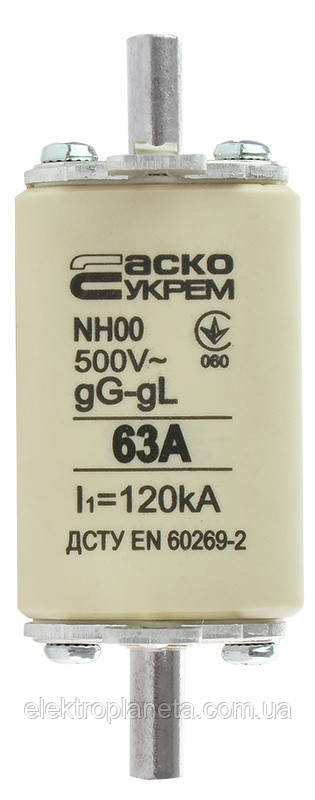 АСКО
УКРЕМ
NH00
500V~
gG-gL
060
63A
I₁=120kA
ДСТУ EN 60269-2
elektroplaneta.com.ua